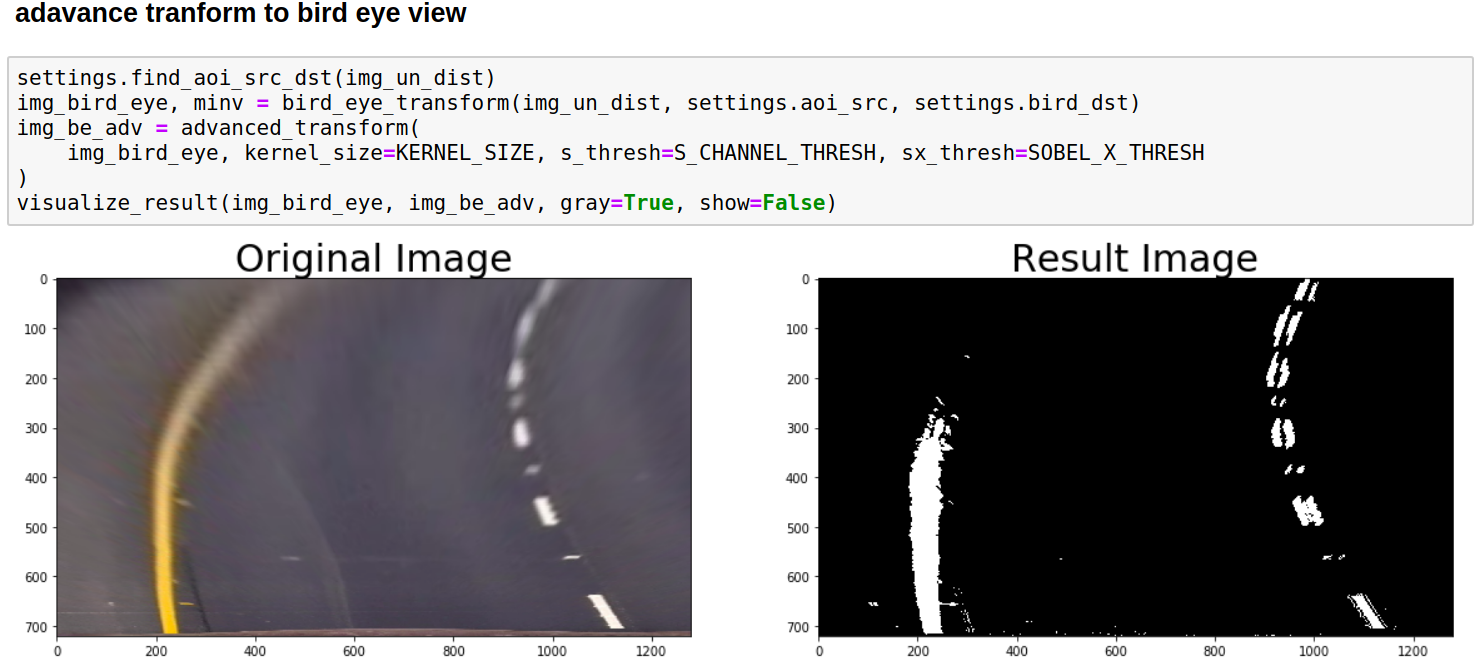 adavance tranform to bird eye view
settings.find_aoi_src_dst(img_un_dist)
img_bird_eye, minv = bird_eye_transform(img_un_dist, settings.aoi_src, settings.bird_dst)
img_be_adv = advanced_transform(
    img_bird_eye, kernel_size=KERNEL_SIZE, s_thresh=S_CHANNEL_THRESH, sx_thresh=SOBEL_X_THRESH
)
visualize_result(img_bird_eye, img_be_adv, gray=True, show=False)
Original Image
0
100
200
300
400
500
600
700
0 200 400 600 800 1000 1200
Result Image
0
100
200
300
400
500
600
700
0 200 400 600 800 1000 1200